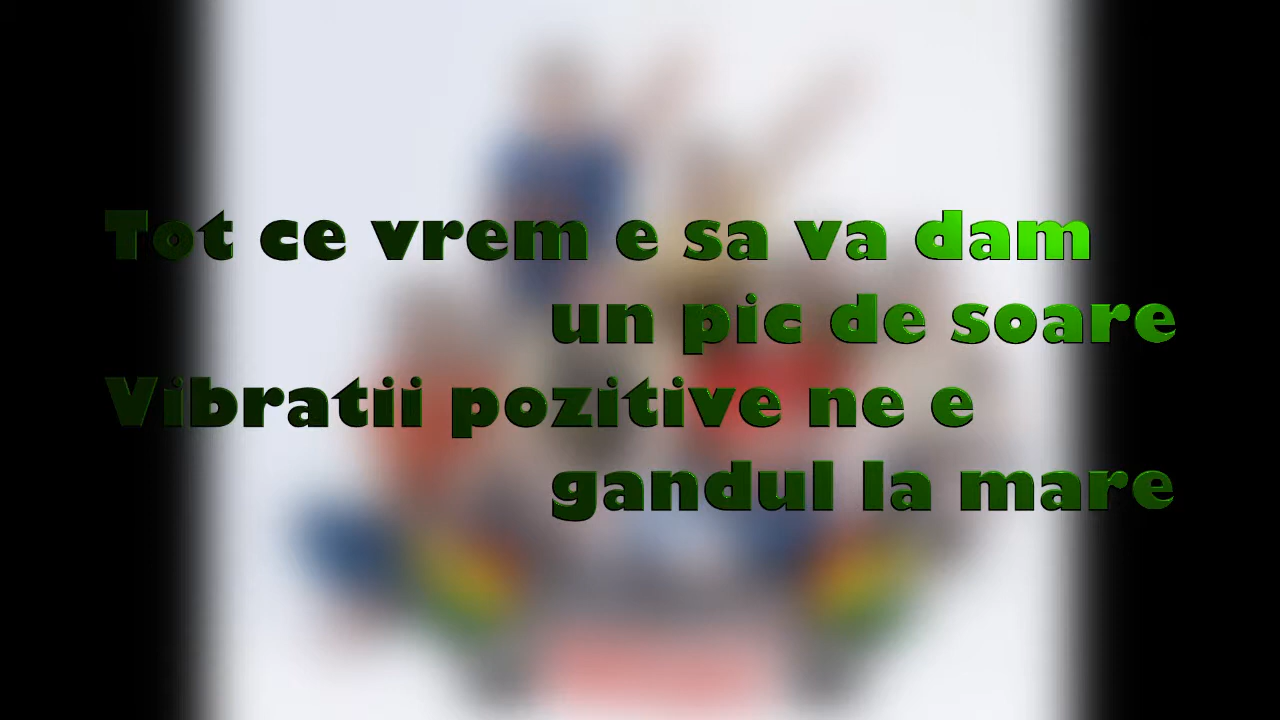 Tot ce vrem e sa va dam
un pic de soare
Vibratii pozitive ne e
gandul la mare